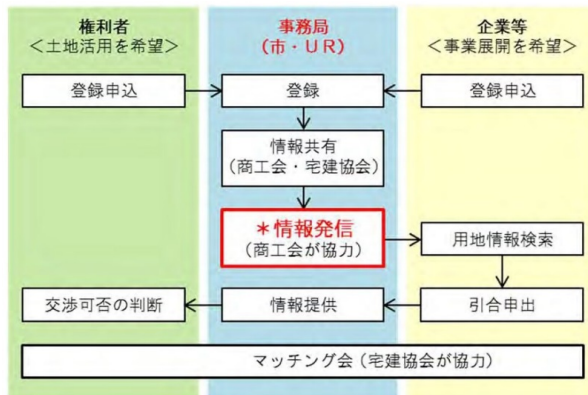 権利者
＜土地活用を希望＞
事務局
(市・ＵＲ)
企業等
＜事業展開を希望＞
登録申込
登録
登録申込
情報共有
(商工会・宅建協会)
＊情報発信
(商工会が協力)
用地情報検索
交渉可否の判断
情報提供
引合申出
マッチング会（宅建協会が協力）